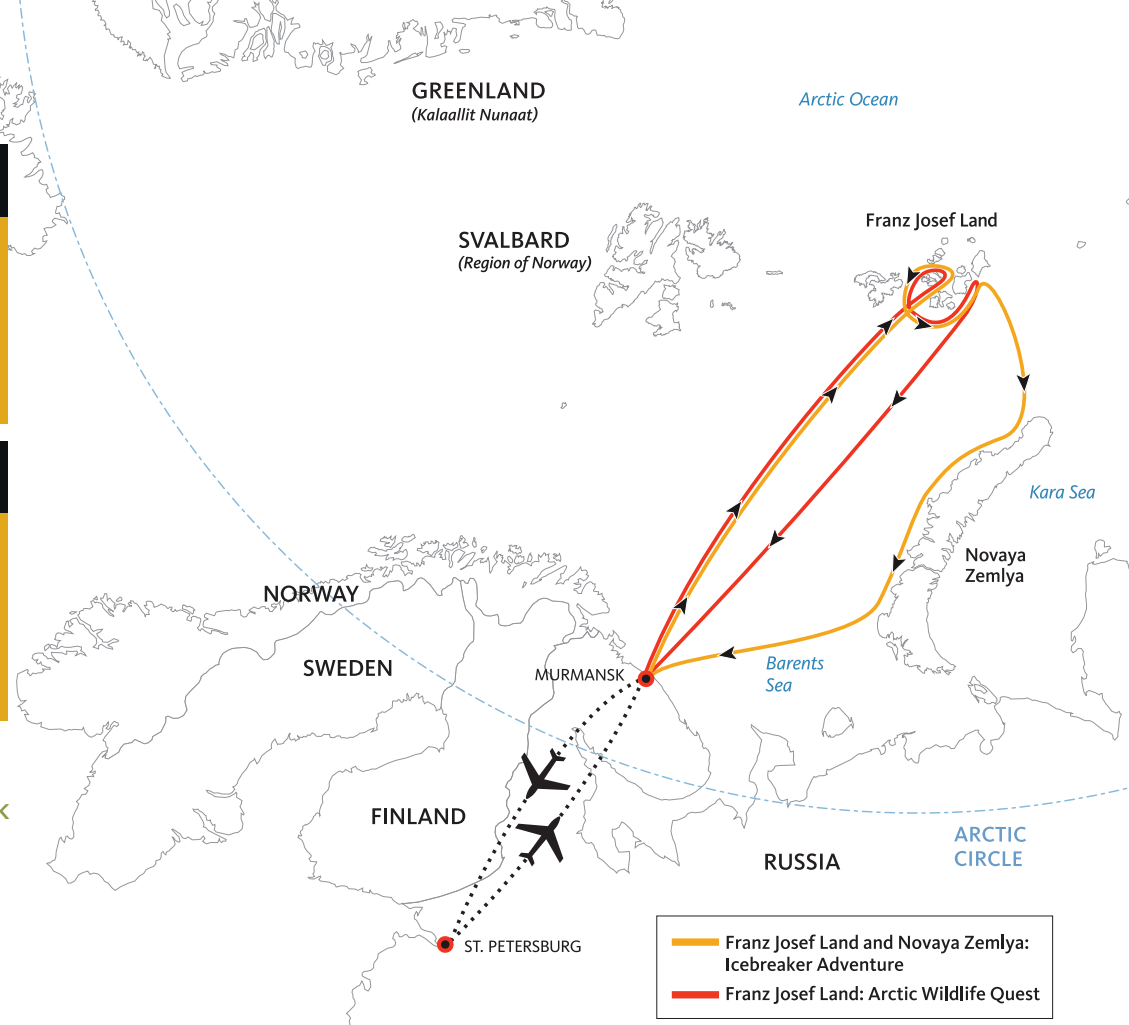 GREENLAND
(Kalaallit Nunaat)
Arctic Ocean
Franz Josef Land
SVALBARD
(Region of Norway)
Kara Sea
Novaya
Zemlya
NORWAY
SWEDEN
MURMANSK
Barents
Sea
K
FINLAND
ARCTIC
CIRCLE
RUSSIA
ST. PETERSBURG
Franz Josef Land and Novaya Zemlya:
Icebreaker Adventure
Franz Josef Land: Arctic Wildlife Quest